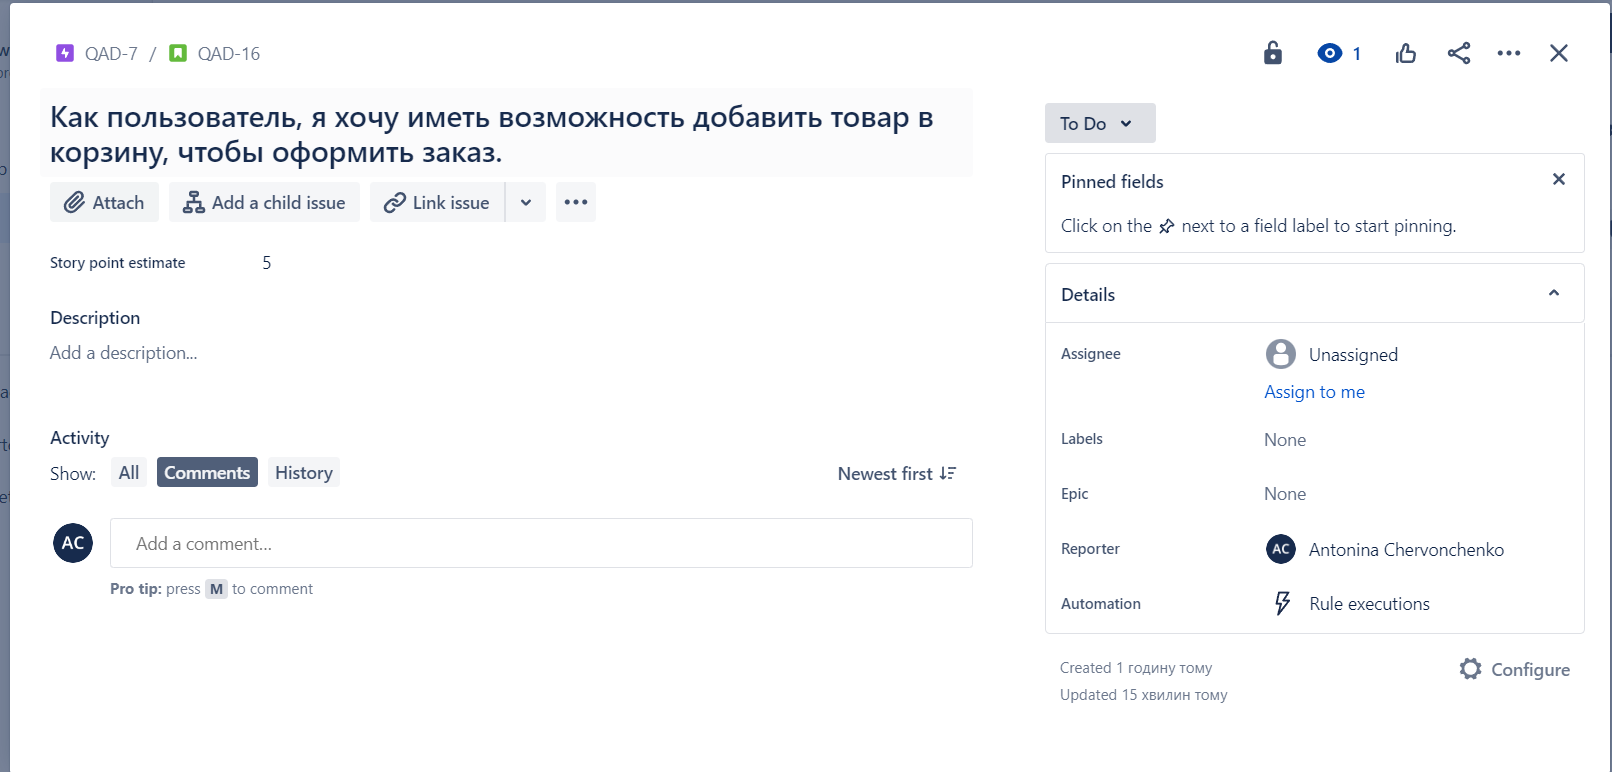 QAD-7 / QAD-16
1
Как пользователь, я хочу иметь возможность добавить товар в
корзину, чтобы оформить заказ.
Attach
Add a child issue
Link issue
Story point estimate 5
Description
Add a description...
Activity
Show: All Comments History
Newest first
AC
Add a comment...
Pro tip: press M to comment
To Do
Pinned fields
Click on the next to a field label to start pinning.
Details
Assignee Unassigned
Assign to me
Labels None
Epic None
Reporter AC Antonina Chervonchenko
Automation Rule executions
Created 1 годину тому
Updated 15 хвилин тому
Configure